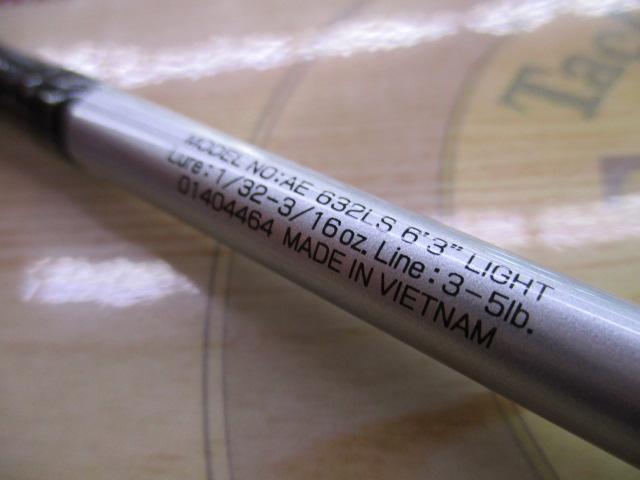 MODEL NO:AE 632LS 6'3" LIGHT
Lure:1/32-3/16oz. Line:3-5lb.
01404464 MADE IN VIETNAM
Tack